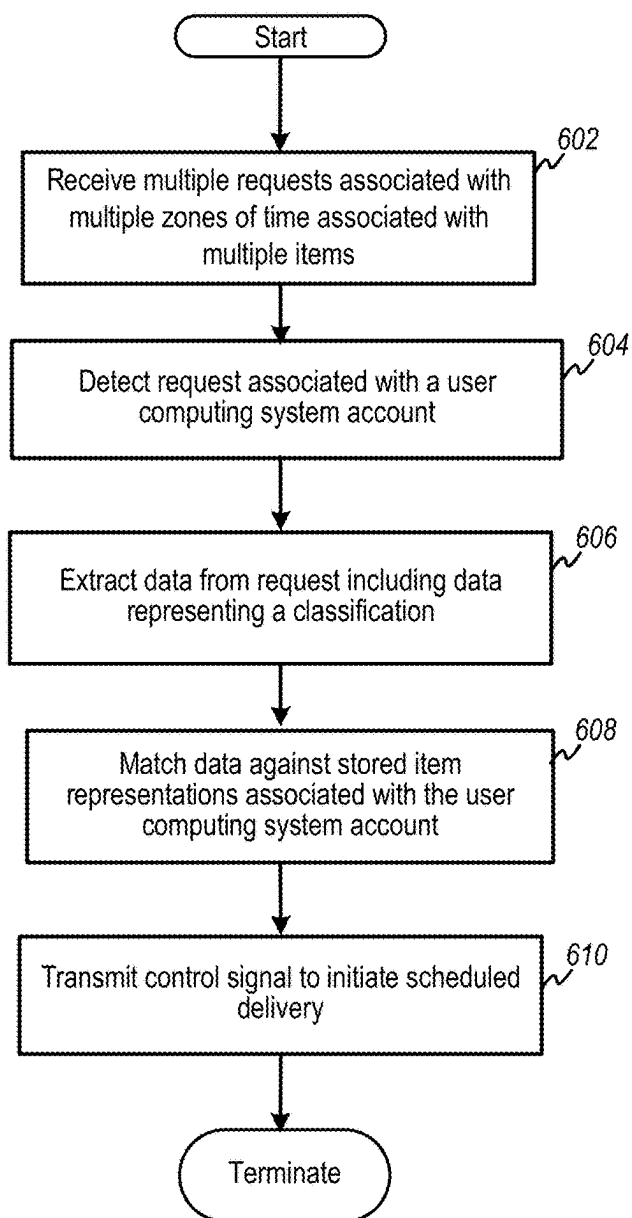 Start
602
Receive multiple requests associated with
multiple zones of time associated with
multiple items
604
Detect request associated with a user
computing system account
606
Extract data from request including data
representing a classification
608
Match data against stored item
representations associated with the user
computing system account
610
Transmit control signal to initiate scheduled
delivery
Terminate